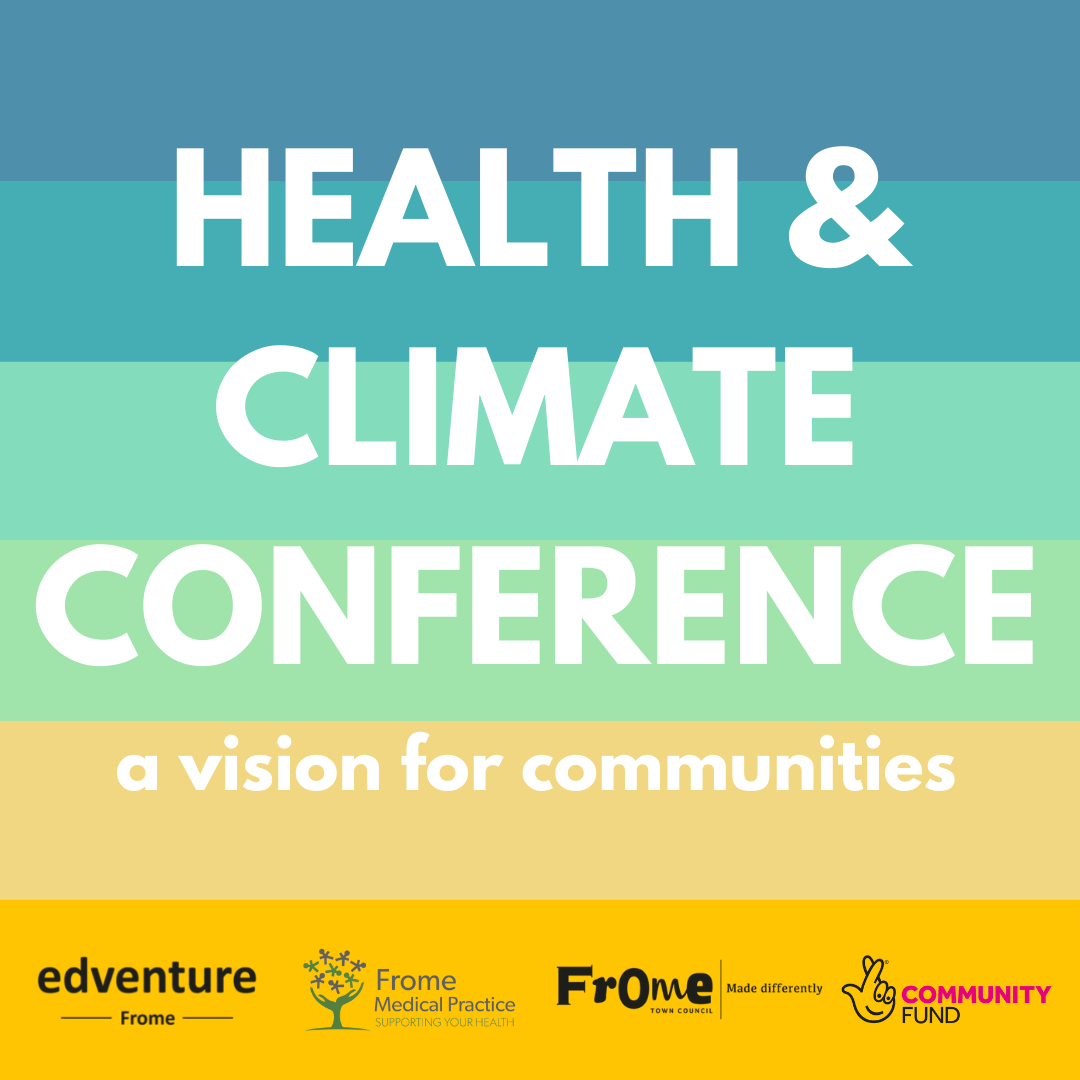 HEALTH &
CLIMATE
CONFERENCE
a vision for communities
edventure
Frome
Frome
Medical Practice
SUPPORTING YOUR HEALTH
Frome
TOWN COUNCIL
Made differently
COMMUNITY
FUND